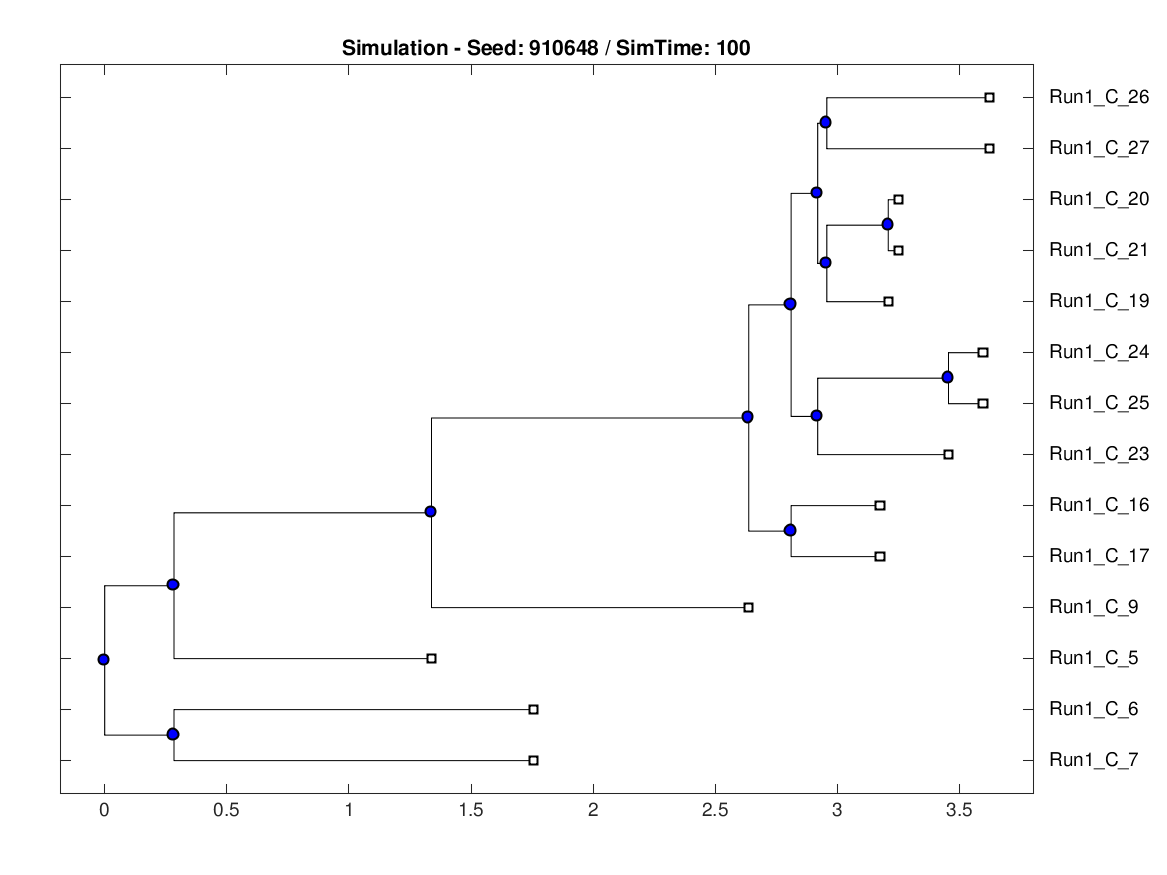 Simulation - Seed: 910648 / SimTime: 100
Run1_C_26
Run1_C_27
Run1_C_20
Run1_C_21
Run1_C_19
Run1_C_24
Run1_C_25
Run1_C_23
Run1_C_16
Run1_C_17
Run1_C_9
Run1_C_5
Run1_C_6
Run1_C_7
0 0.5 1 1.5 2 2.5 3 3.5